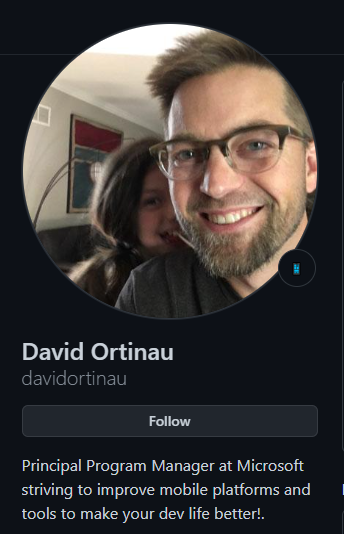 David Ortinau
davidortinau
Follow
Principal Program Manager at Microsoft
striving to improve mobile platforms and
tools to make your dev life better!.